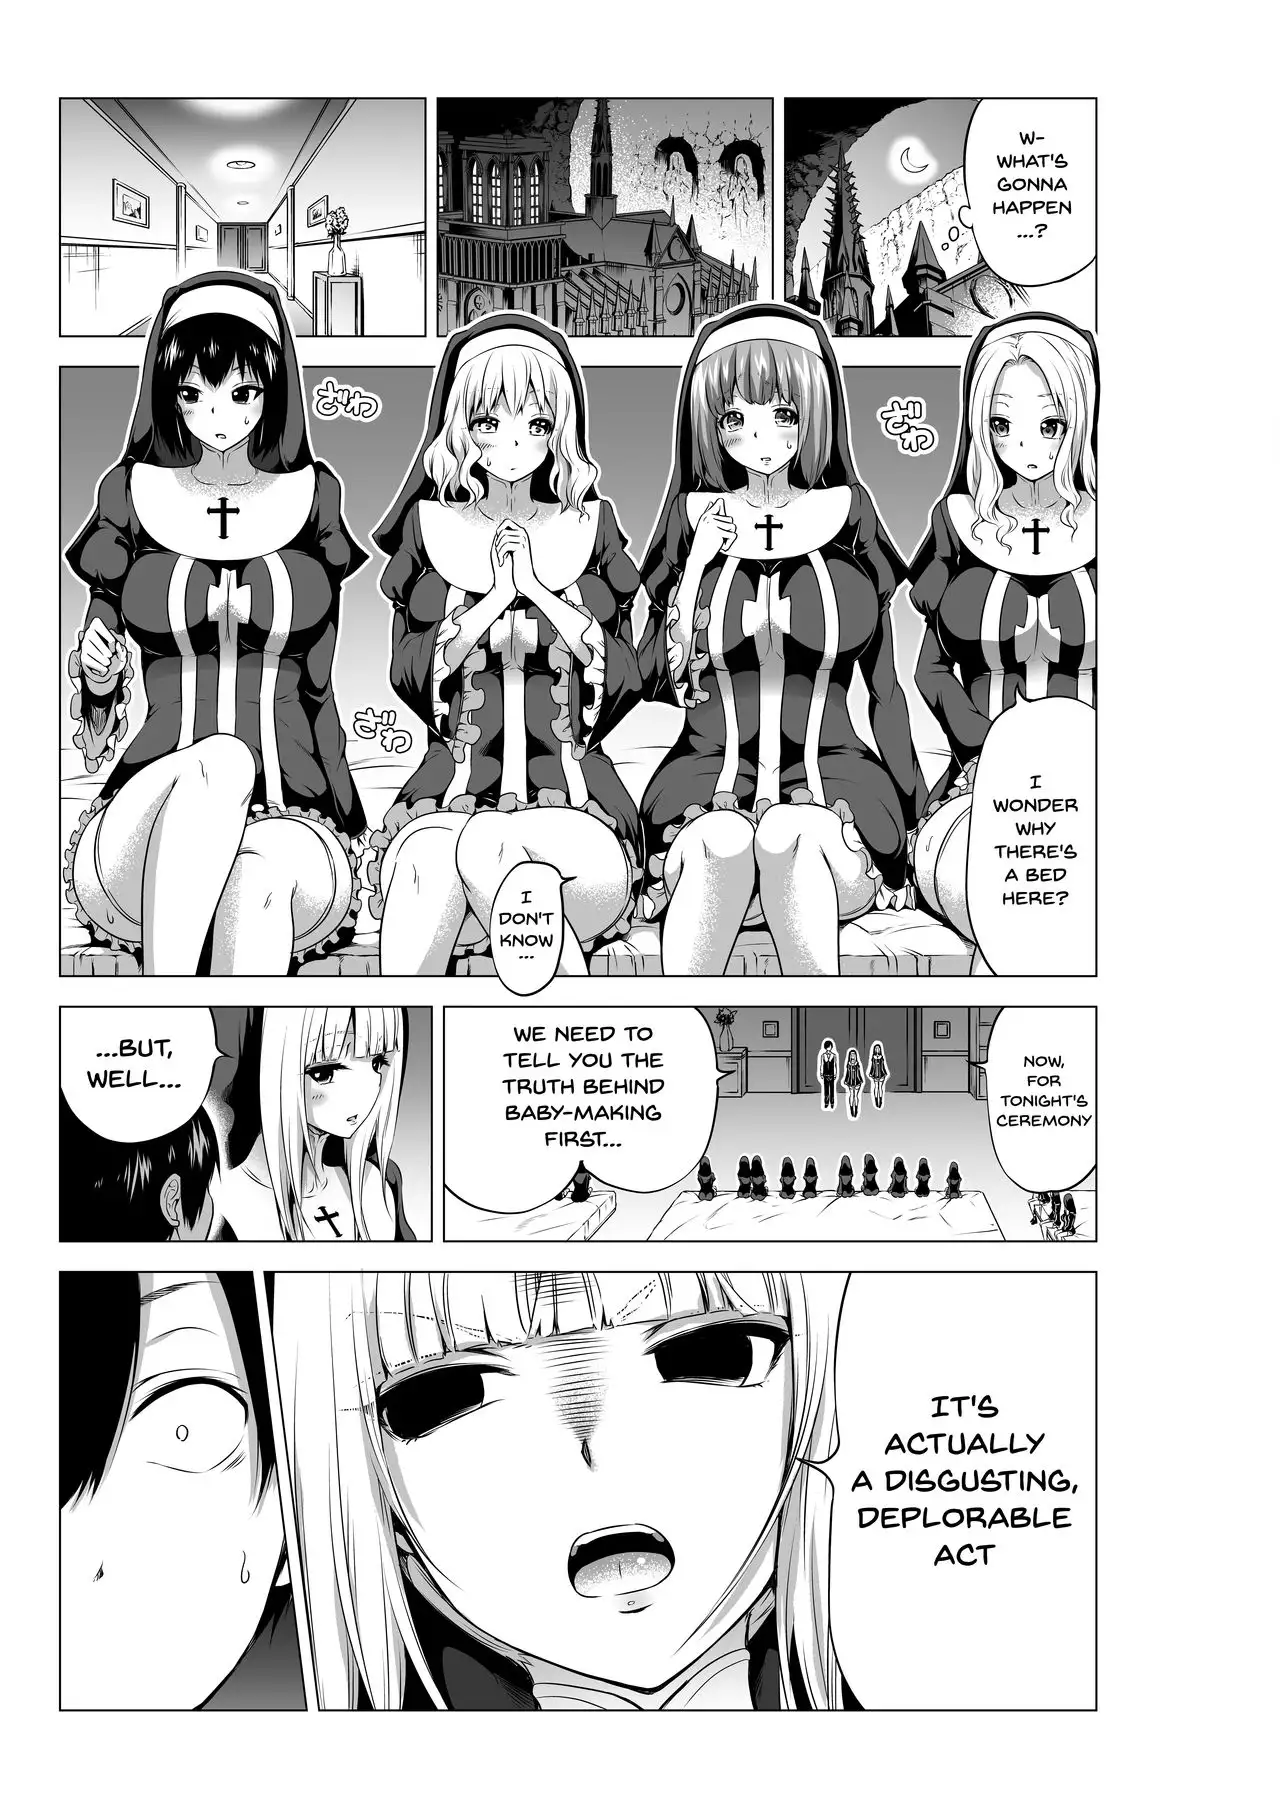 W-
WHAT'S
GONNA
HAPPEN
...?
ざわ
ざわ
ざわ
I
WONDER
WHY
THERE'S
A BED
HERE?
I
DON'T
KNOW
...
NOW,
FOR
TONIGHT'S
CEREMONY
WE NEED TO
TELL YOU THE
TRUTH BEHIND
BABY-MAKING
FIRST...
...BUT,
WELL...
IT'S
ACTUALLY
A DISGUSTING,
DEPLORABLE
ACT